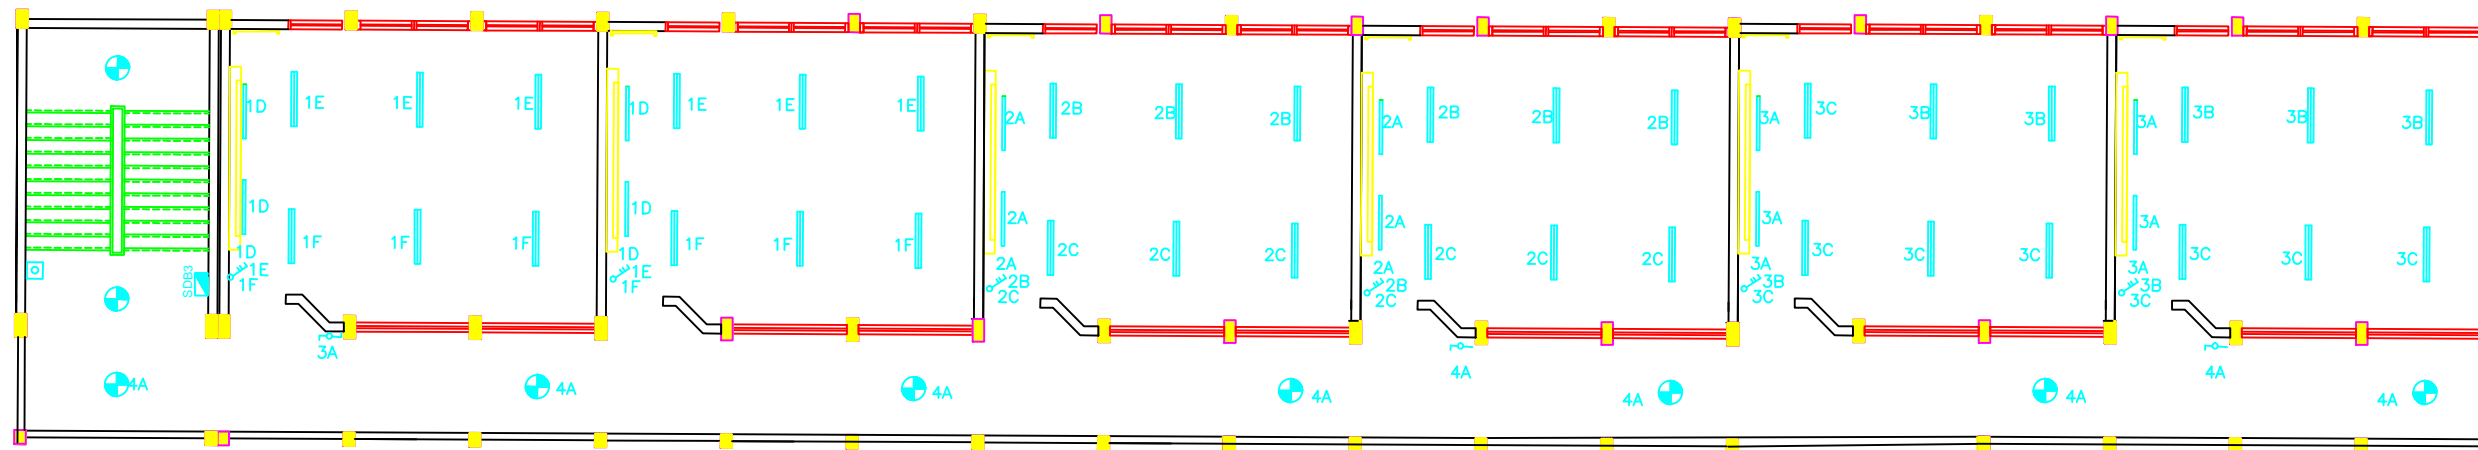 1D 1E 1E 1E 1D 1E 1E 1E 2A 2B 2B 2B 2A 2B 2B 2B 3A 3C 3B 3B 3A 3B 3B 3B
1D 1F 1F 1F 1D 1F 1F 1F 2A 2C 2C 2C 2A 2C 2C 2C 3A 3C 3C 3C 3A 3C 3C 3C
SDB3
1D
1E
1F
1D
1E
1F
2A
2B
2C
2A
2B
2C
3A
3B
3C
3A
3B
3C
3A
4A
4A
4A 4A 4A 4A 4A 4A 4A